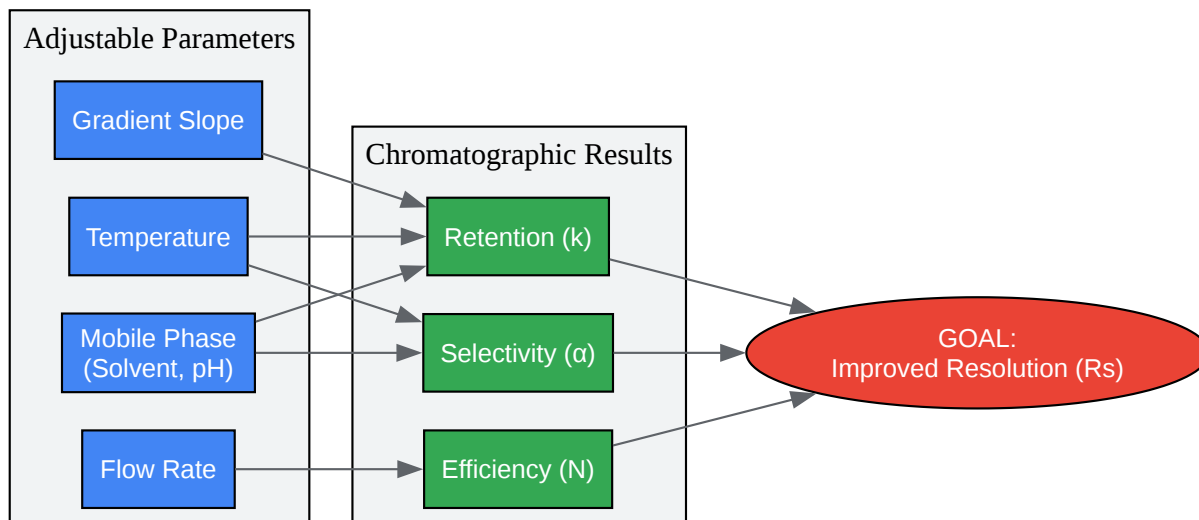 Adjustable Parameters
Gradient Slope
Temperature
Mobile Phase
(Solvent, pH)
Flow Rate
Chromatographic Results
Retention (k)
Selectivity (α)
Efficiency (N)
GOAL:
Improved Resolution (Rs)